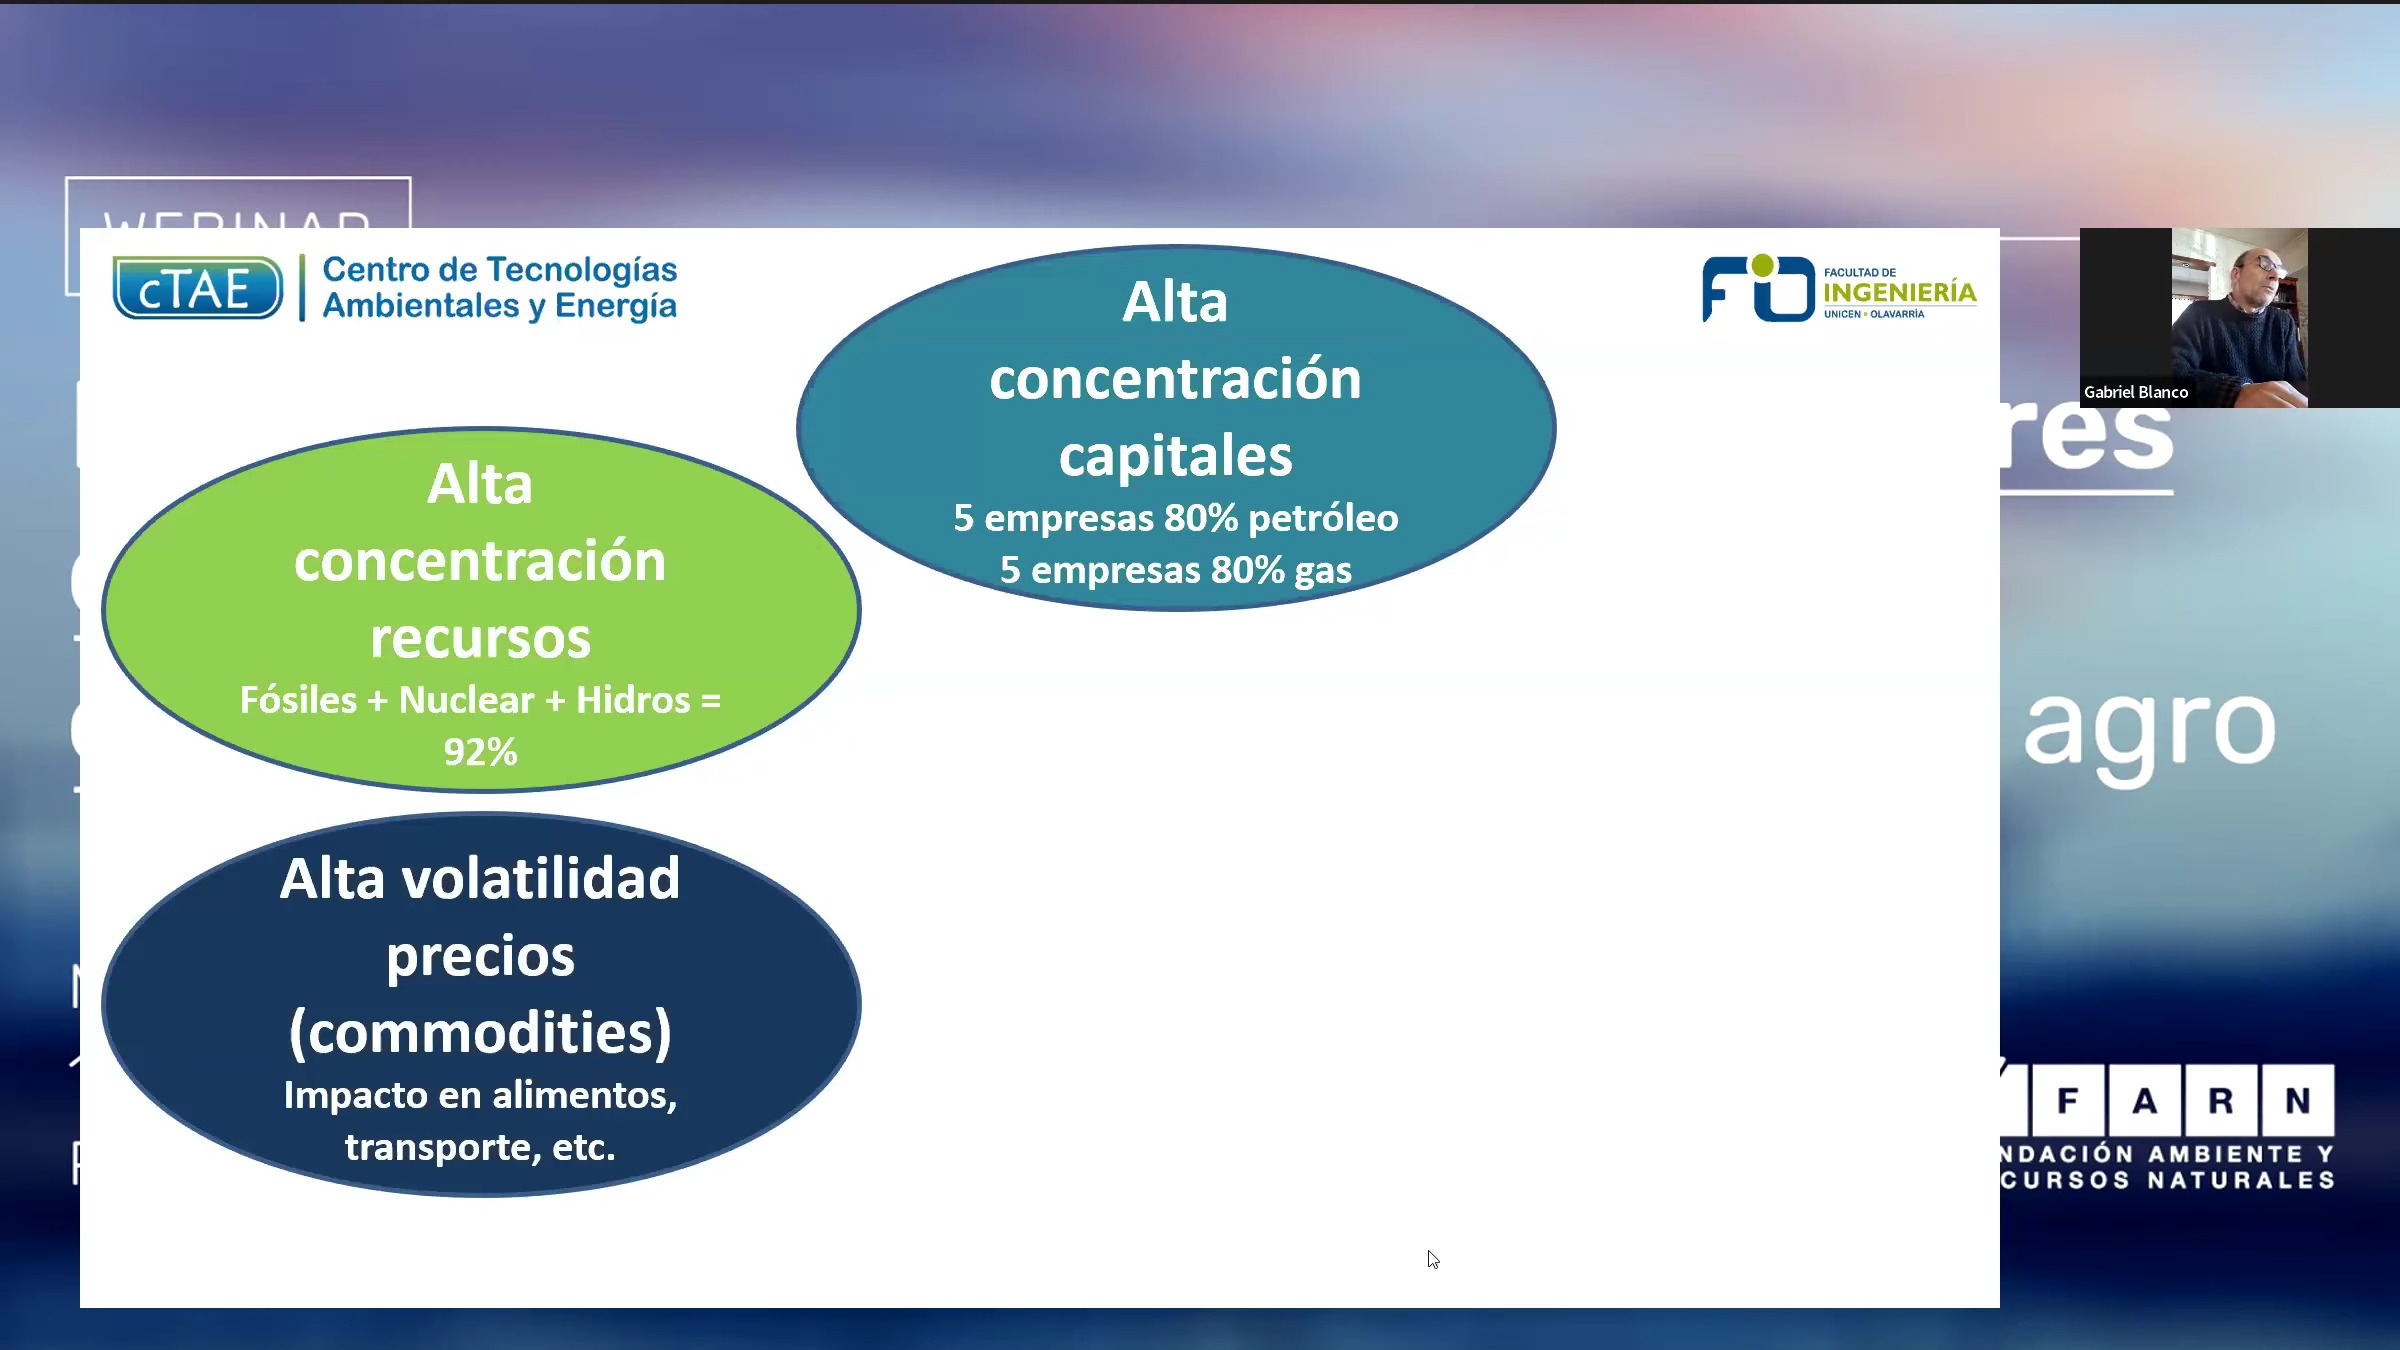 WEBINAR
cTAE
Centro de Tecnologías
Ambientales y Energía
Alta
concentración
capitales
5 empresas 80% petróleo
5 empresas 80% gas
FiO
FACULTAD DE
INGENIERÍA
UNICEN • OLAVARRÍA
Gabriel Blanco
Alta
concentración
recursos
Fósiles + Nuclear + Hidros =
92%
Alta volatilidad
precios
(commodities)
Impacto en alimentos,
transporte, etc.
res
agro
F A R N
NDACIÓN AMBIENTE Y
CURSOS NATURALES